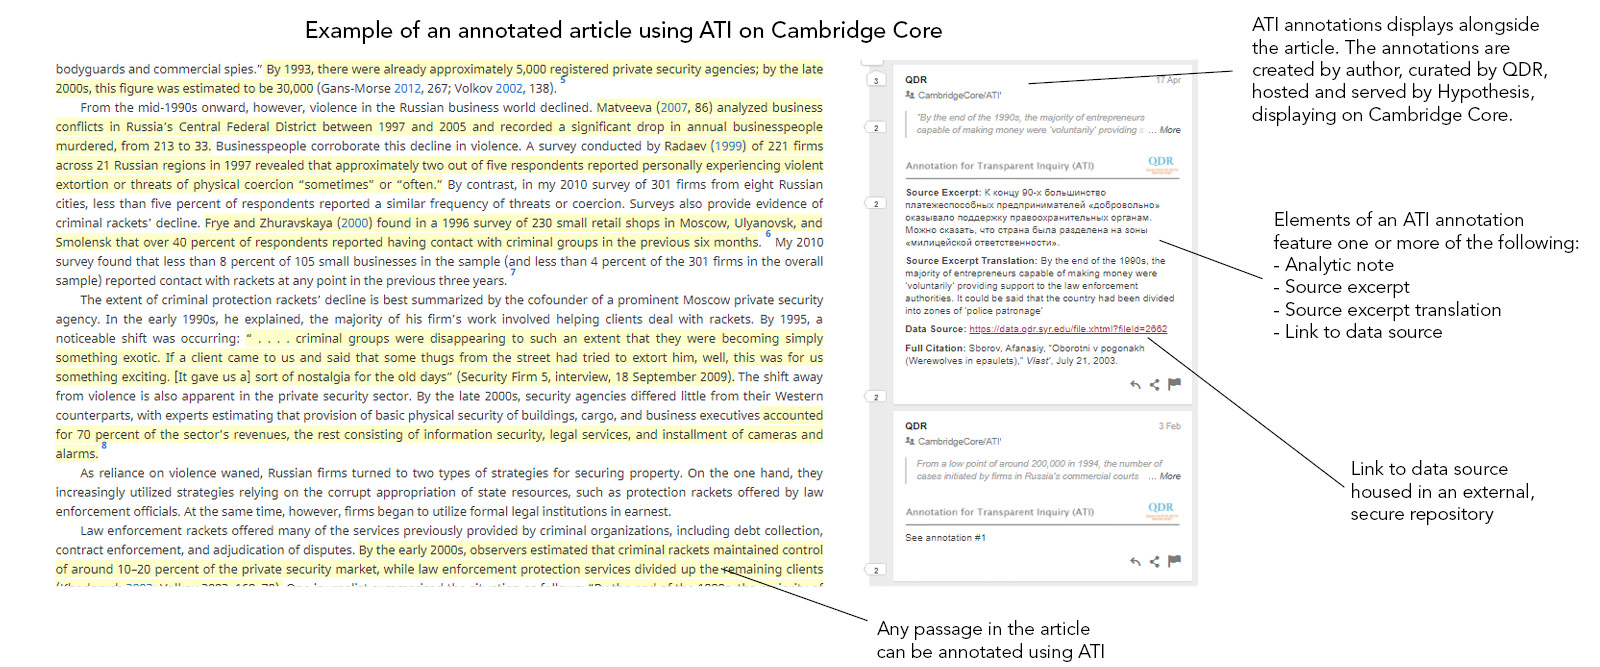 Example of an annotated article using ATI on Cambridge Core
bodyguards and commercial spies." By 1993, there were already approximately 5,000 registered private security agencies; by the late
2000s, this figure was estimated to be 30,000 (Gans-Morse 2012, 267; Volkov 2002, 138). 5
From the mid-1990s onward, however, violence in the Russian business world declined. Matveeva (2007, 86) analyzed business
conflicts in Russia's Central Federal District between 1997 and 2005 and recorded a significant drop in annual businesspeople
murdered, from 213 to 33. Businesspeople corroborate this decline in violence. A survey conducted by Radaev (1999) of 221 firms
across 21 Russian regions in 1997 revealed that approximately two out of five respondents reported personally experiencing violent
extortion or threats of physical coercion "sometimes" or "often." By contrast, in my 2010 survey of 301 firms from eight Russian
cities, less than five percent of respondents reported a similar frequency of threats or coercion. Surveys also provide evidence of
criminal rackets' decline. Frye and Zhuravskaya (2000) found in a 1996 survey of 230 small retail shops in Moscow, Ulyanovsk, and
Smolensk that over 40 percent of respondents reported having contact with criminal groups in the previous six months. 6 My 2010
survey found that less than 8 percent of 105 small businesses in the sample (and less than 4 percent of the 301 firms in the overall
sample) reported contact with rackets at any point in the previous three years. 7
The extent of criminal protection rackets' decline is best summarized by the cofounder of a prominent Moscow private security
agency. In the early 1990s, he explained, the majority of his firm's work involved helping clients deal with rackets. By 1995, a
noticeable shift was occurring: " . . . . criminal groups were disappearing to such an extent that they were becoming simply
something exotic. If a client came to us and said that some thugs from the street had tried to extort him, well, this was for us
something exciting. [It gave us a] sort of nostalgia for the old days" (Security Firm 5, interview, 18 September 2009). The shift away
from violence is also apparent in the private security sector. By the late 2000s, security agencies differed little from their Western
counterparts, with experts estimating that provision of basic physical security of buildings, cargo, and business executives accounted
for 70 percent of the sector's revenues, the rest consisting of information security, legal services, and installment of cameras and
alarms. 8
As reliance on violence waned, Russian firms turned to two types of strategies for securing property. On the one hand, they
increasingly utilized strategies relying on the corrupt appropriation of state resources, such as protection rackets offered by law
enforcement officials. At the same time, however, firms began to utilize formal legal institutions in earnest.
Law enforcement rackets offered many of the services previously provided by criminal organizations, including debt collection,
contract enforcement, and adjudication of disputes. By the early 2000s, observers estimated that criminal rackets maintained control
of around 10–20 percent of the private security market, while law enforcement protection services divided up the remaining clients
3
2
2
2
2
QDR
17 Apr
CambridgeCore/ATI'
"By the end of the 1990s, the majority of entrepreneurs
capable of making money were 'voluntarily' providing s ... More
Annotation for Transparent Inquiry (ATI)
QDR
Source Excerpt: К концу 90-х большинство
платежеспособных предпринимателей «добровольно»
оказывало поддержку правоохранительных органам.
Можно сказать, что страна была разделена на зоны
«милицейской ответственности».
Source Excerpt Translation: By the end of the 1990s, the
majority of entrepreneurs capable of making money were
'voluntarily' providing support to the law enforcement
authorities. It could be said that the country had been divided
into zones of 'police patronage'
Data Source: https://data.qdr.syr.edu/file.xhtml?fileId=2662
Full Citation: Sborov, Afanasiy, "Oborotni v pogonakh
(Werewolves in epaulets)," Vlast', July 21, 2003.
QDR
3 Feb
CambridgeCore/ATI'
From a low point of around 200,000 in 1994, the number of
cases initiated by firms in Russia's commercial courts ... More
Annotation for Transparent Inquiry (ATI)
QDR
See annotation #1
ATI annotations displays alongside
the article. The annotations are
created by author, curated by QDR,
hosted and served by Hypothesis,
displaying on Cambridge Core.
Elements of an ATI annotation
feature one or more of the following:
- Analytic note
- Source excerpt
- Source excerpt translation
- Link to data source
Link to data source
housed in an external,
secure repository
Any passage in the article
can be annotated using ATI